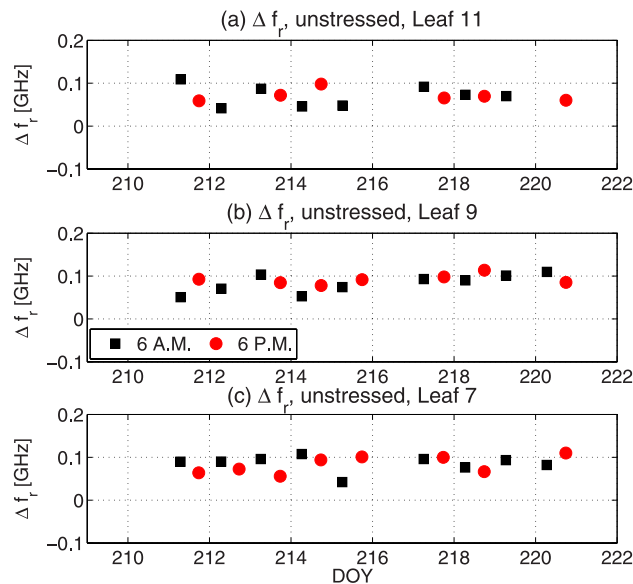 (a) Δ f_r, unstressed, Leaf 11
0.2
0.1
0
−0.1
Δ f_r [GHz]
210 212 214 216 218 220 222
(b) Δ f_r, unstressed, Leaf 9
0.2
0.1
0
−0.1
Δ f_r [GHz]
6 A.M. 6 P.M.
210 212 214 216 218 220 222
(c) Δ f_r, unstressed, Leaf 7
0.2
0.1
0
−0.1
Δ f_r [GHz]
210 212 214 216 218 220 222
DOY